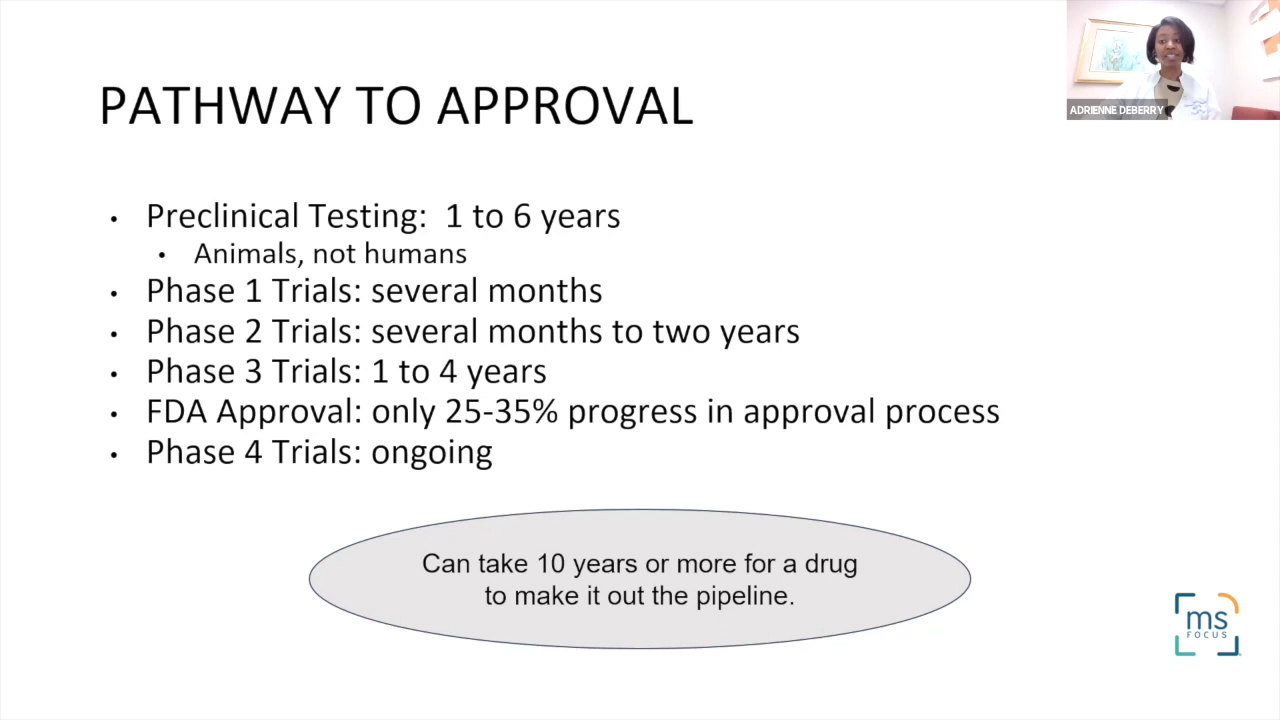 ADRIENNE DEBERRY
PATHWAY TO APPROVAL
• Preclinical Testing: 1 to 6 years
• Animals, not humans
• Phase 1 Trials: several months
• Phase 2 Trials: several months to two years
• Phase 3 Trials: 1 to 4 years
• FDA Approval: only 25-35% progress in approval process
• Phase 4 Trials: ongoing
Can take 10 years or more for a drug
to make it out the pipeline.
ms
FOCUS